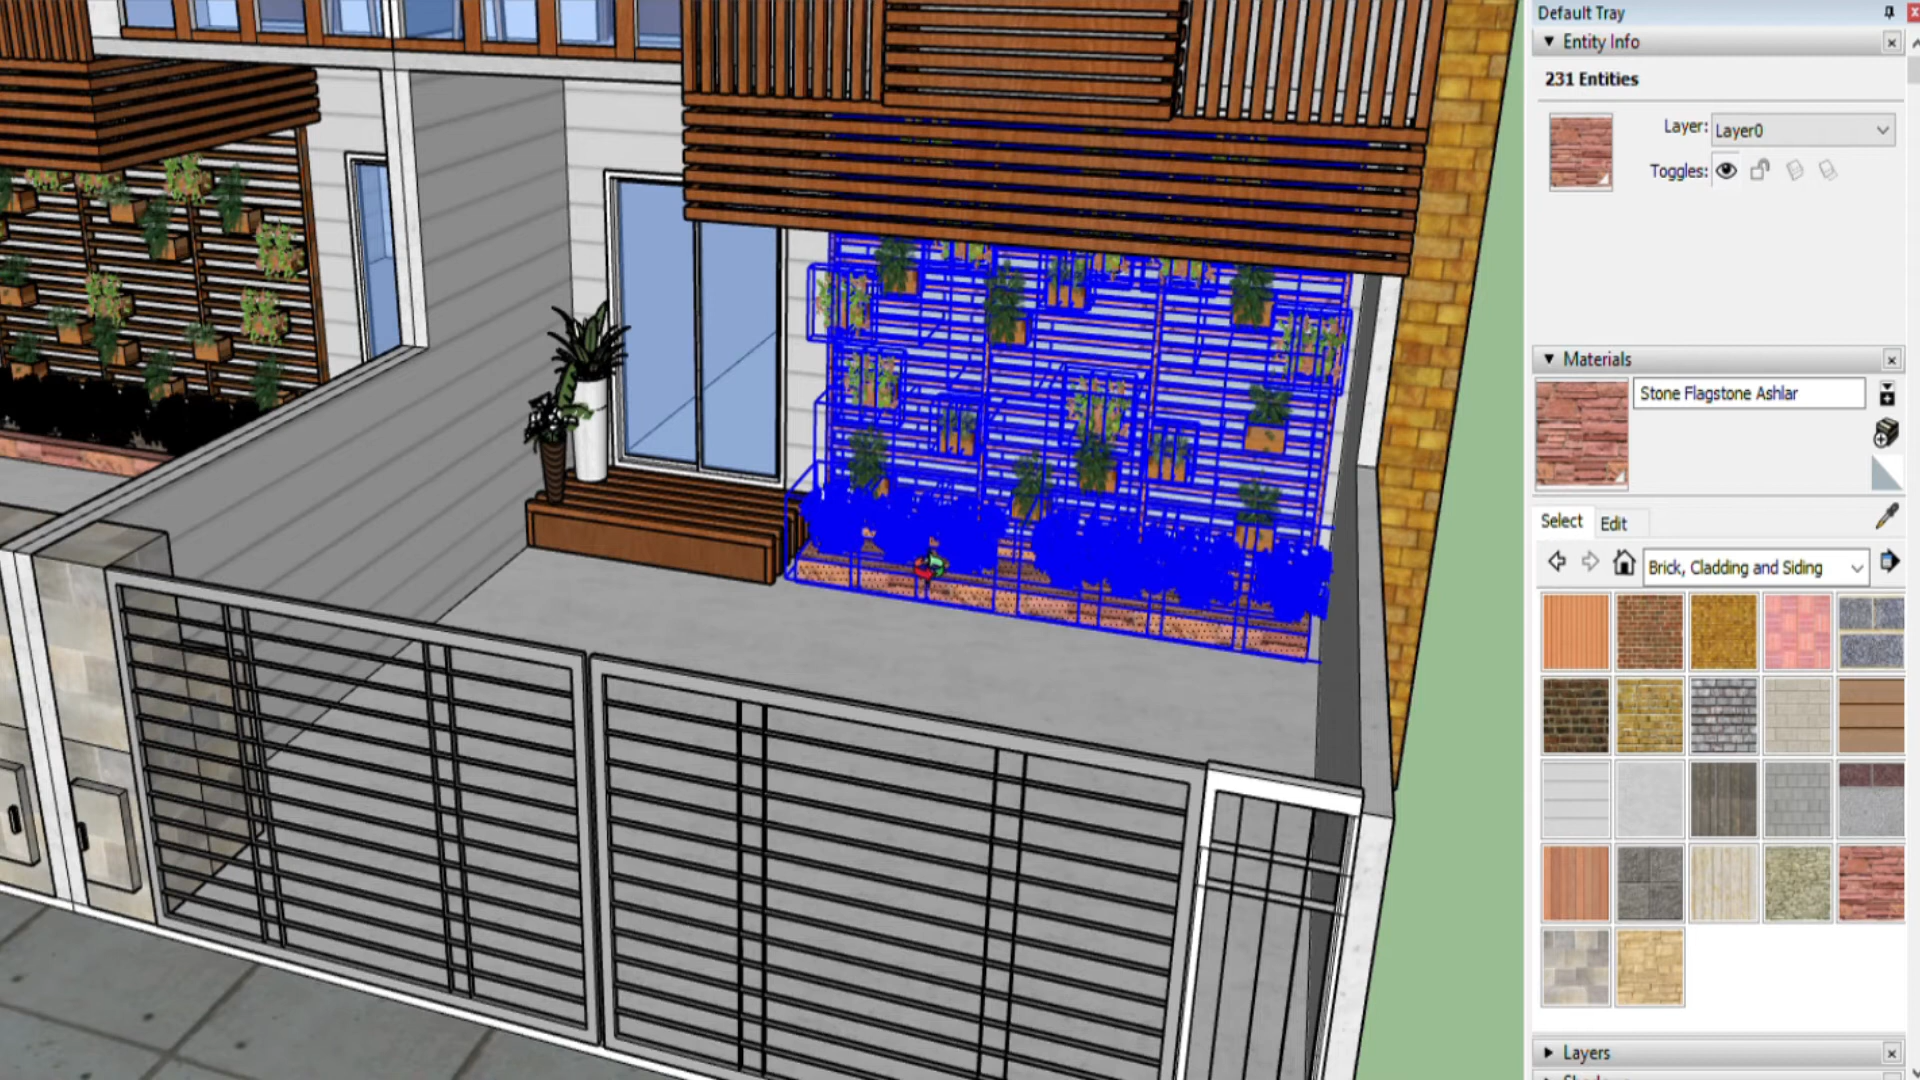 Default Tray
Entity Info
231 Entities
Layer:
Layer0
Toggles:
Materials
Stone Flagstone Ashlar
Select
Edit
Brick, Cladding and Siding
Layers